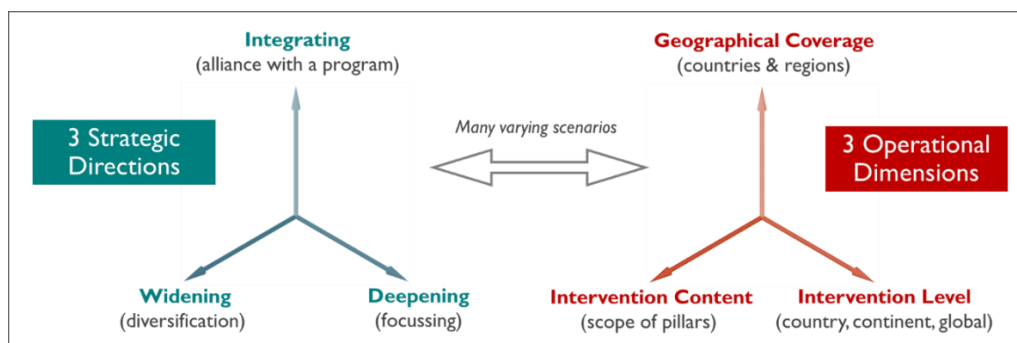 Integrating
(alliance with a program)
3 Strategic
Directions
Widening
(diversification)
Deepening
(focussing)
Many varying scenarios
Geographical Coverage
(countries & regions)
3 Operational
Dimensions
Intervention Content
(scope of pillars)
Intervention Level
(country, continent, global)